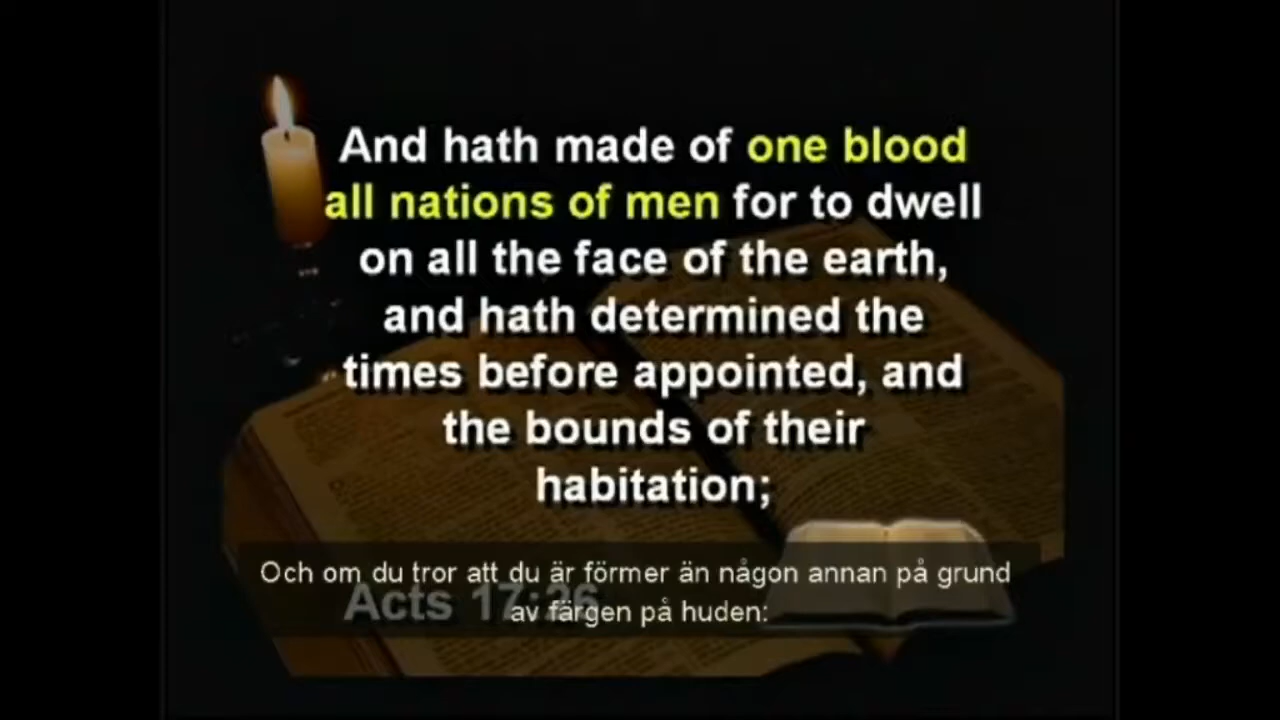 And hath made of one blood
all nations of men for to dwell
on all the face of the earth,
and hath determined the
times before appointed, and
the bounds of their
habitation;
Och om du tror att du är förmer än någon annan på grund
Acts 17:26
av färgen på huden: